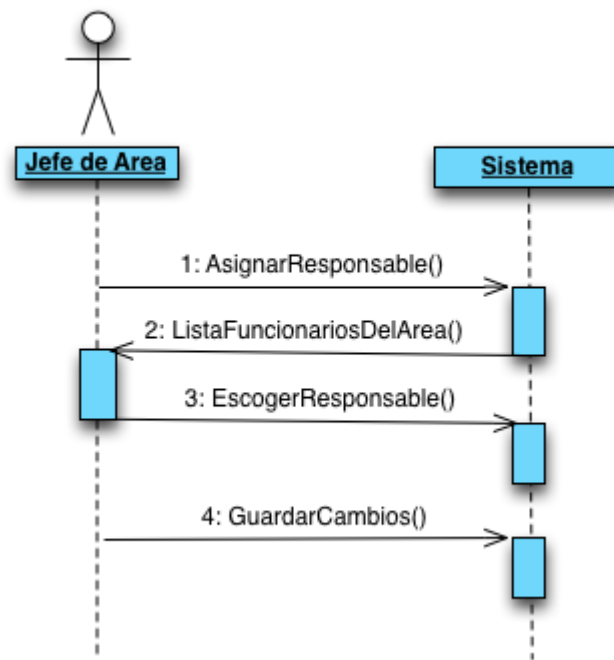 Jefe de Area
Sistema
1: AsignarResponsable()
2: ListaFuncionariosDelArea()
3: EscogerResponsable()
4: GuardarCambios()